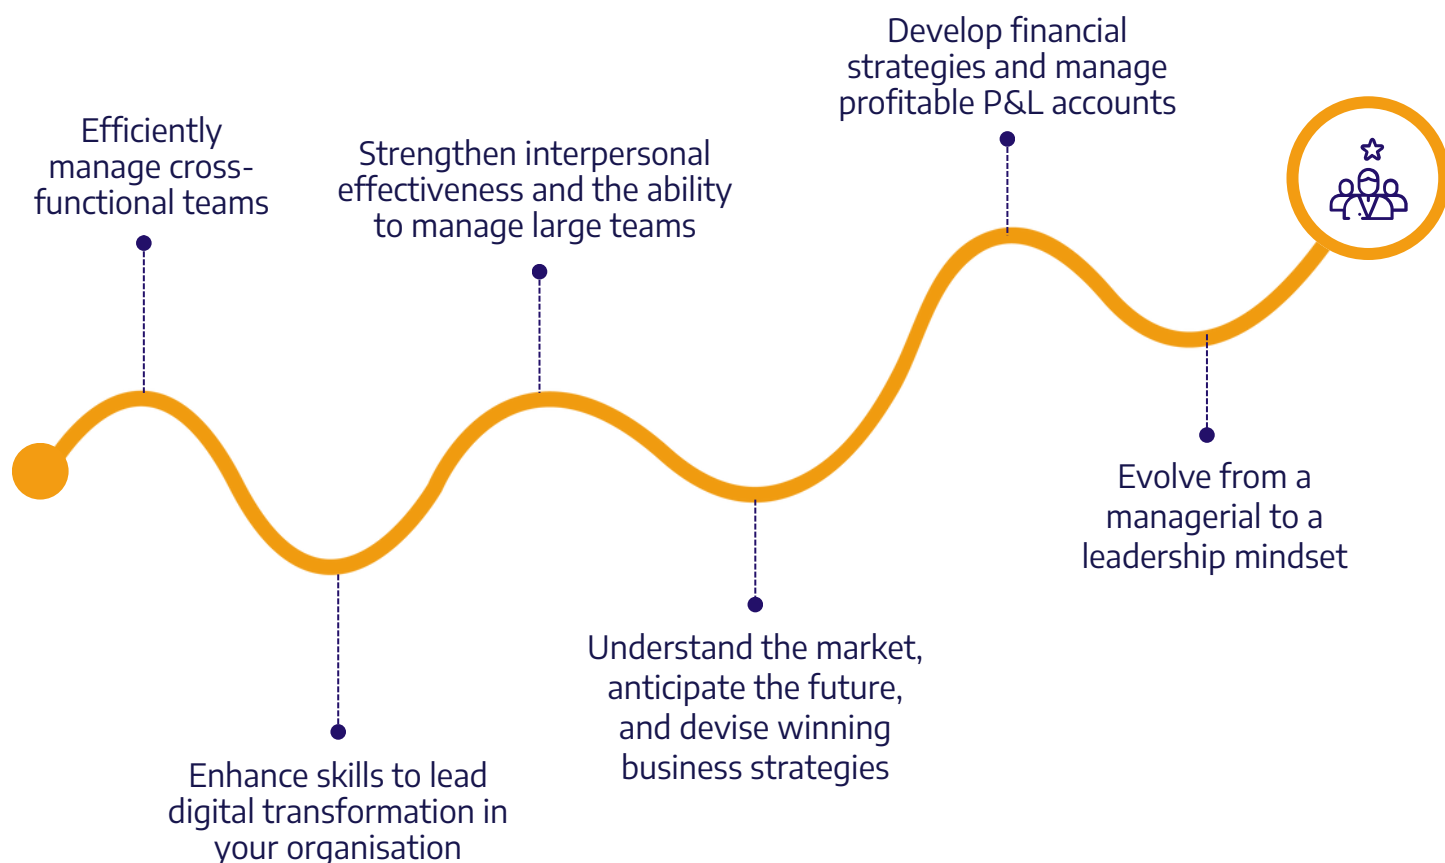 Efficiently
manage cross-
functional teams
Enhance skills to lead
digital transformation in
your organisation
Strengthen interpersonal
effectiveness and the ability
to manage large teams
Understand the market,
anticipate the future,
and devise winning
business strategies
Develop financial
strategies and manage
profitable P&L accounts
Evolve from a
managerial to a
leadership mindset